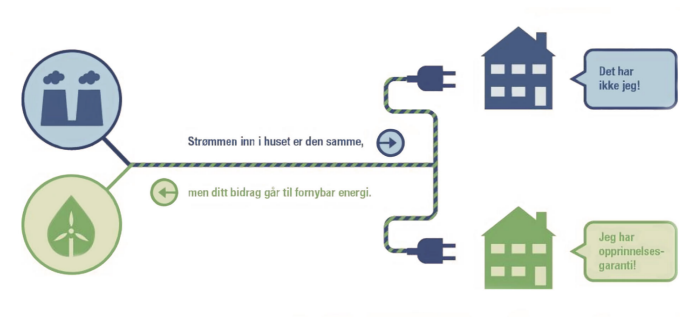 Det har
ikke jeg!
Strømmen inn i huset er den samme,
men ditt bidrag går til fornybar energi.
Jeg har
opprinnelses-
garanti!